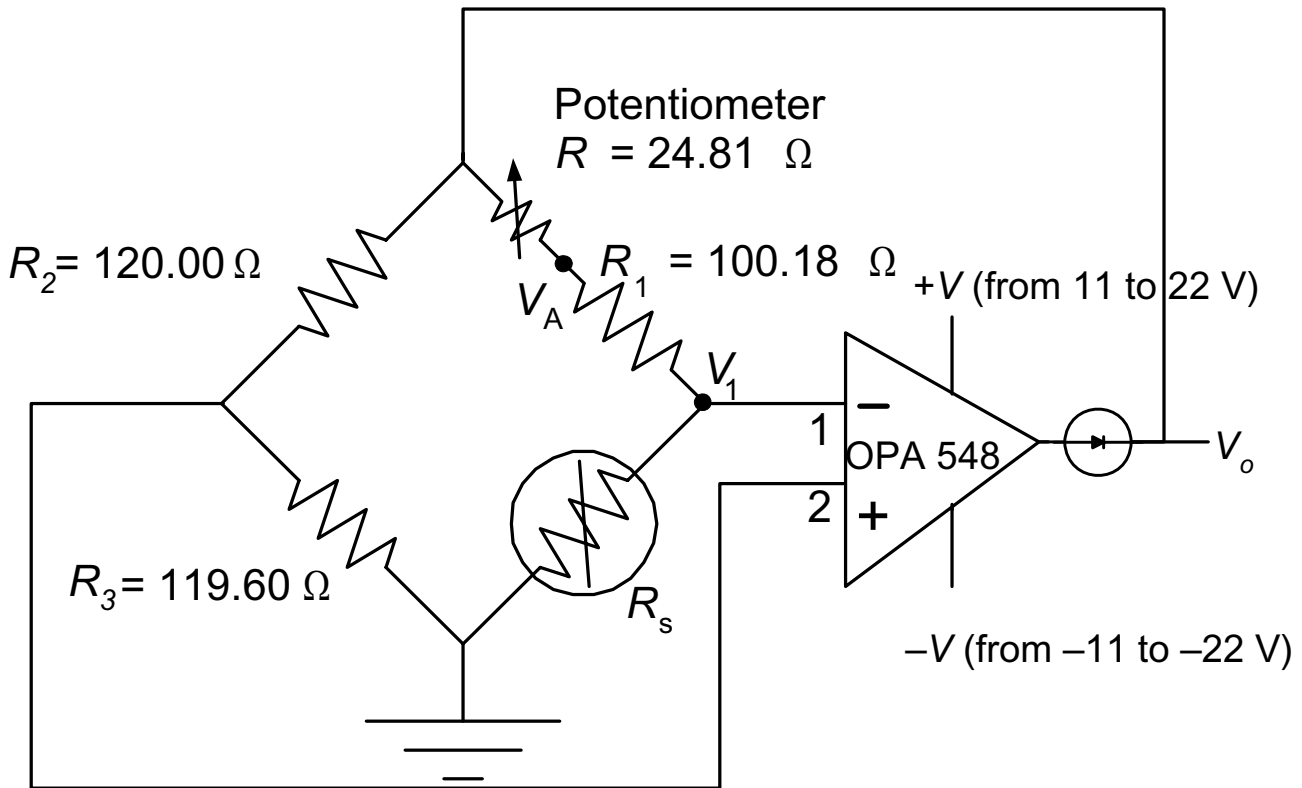 Potentiometer
R = 24.81 Ω
R2= 120.00 Ω
R1 = 100.18 Ω
+V (from 11 to 22 V)
VA
V1
–
1
OPA 548
Vo
2
+
R3= 119.60 Ω
Rs
–V (from –11 to –22 V)